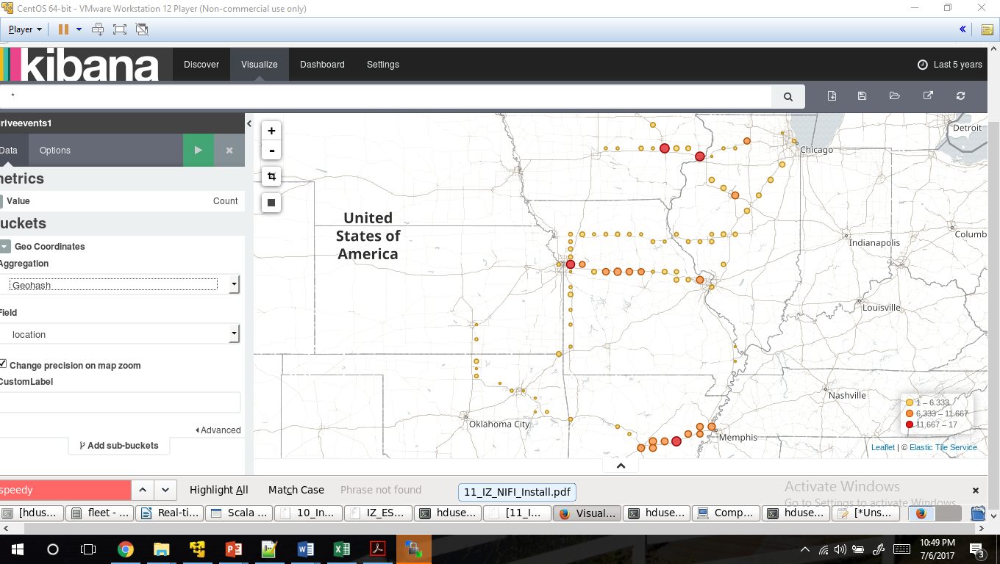 CentOS 64-bit - VMware Workstation 12 Player (Non-commercial use only)
Player
kibana
Discover
Visualize
Dashboard
Settings
Last 5 years
*
riveevents1
Data
Options
netrics
Value
Count
uckets
Geo Coordinates
Aggregation
Geohash
Field
location
Change precision on map zoom
CustomLabel
Advanced
Add sub-buckets
+
-
United
States of
America
Detroit
Chicago
Indianapolis
Columb
Louisville
Nashville
Oklahoma City
Memphis
1 – 6.333
6.333 – 11.667
11.667 – 17
Leaflet | © Elastic Tile Service
speedy
Highlight All
Match Case
Phrase not found
11_IZ_NIFI_Install.pdf
Activate Windows
Go to Settings to activate Windows.
[hdus...
fleet - ...
Real-ti...
Scala ...
10_In...
IZ_ES...
hduse...
[11_I...
Visual...
hduse...
Comp...
hduse...
[*Uns...
10:49 PM
7/6/2017
3